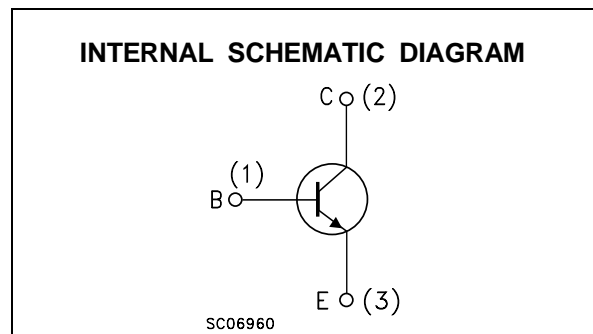 INTERNAL SCHEMATIC DIAGRAM
C (2)
(1)
B
E (3)
SC06960